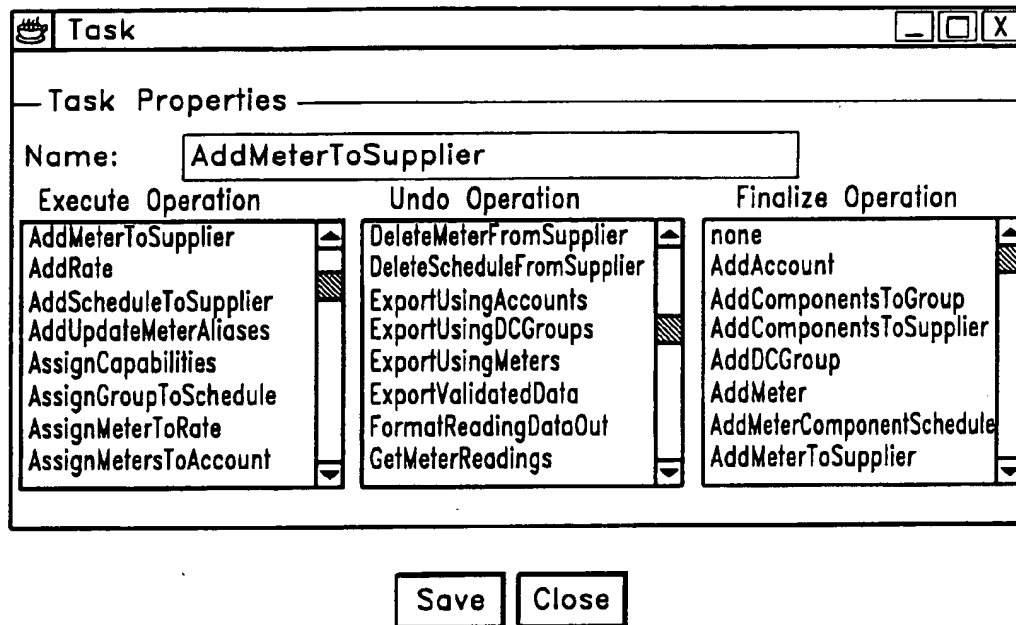 Task
_ X
Task Properties
Name: AddMeterToSupplier
Execute Operation
AddMeterToSupplier
AddRate
AddScheduleToSupplier
AddUpdateMeterAliases
AssignCapabilities
AssignGroupToSchedule
AssignMeterToRate
AssignMetersToAccount
Undo Operation
DeleteMeterFromSupplier
DeleteScheduleFromSupplier
ExportUsingAccounts
ExportUsingDCGroups
ExportUsingMeters
ExportValidatedData
FormatReadingDataOut
GetMeterReadings
Finalize Operation
none
AddAccount
AddComponentsToGroup
AddComponentsToSupplier
AddDCGroup
AddMeter
AddMeterComponentSchedule
AddMeterToSupplier
Save Close